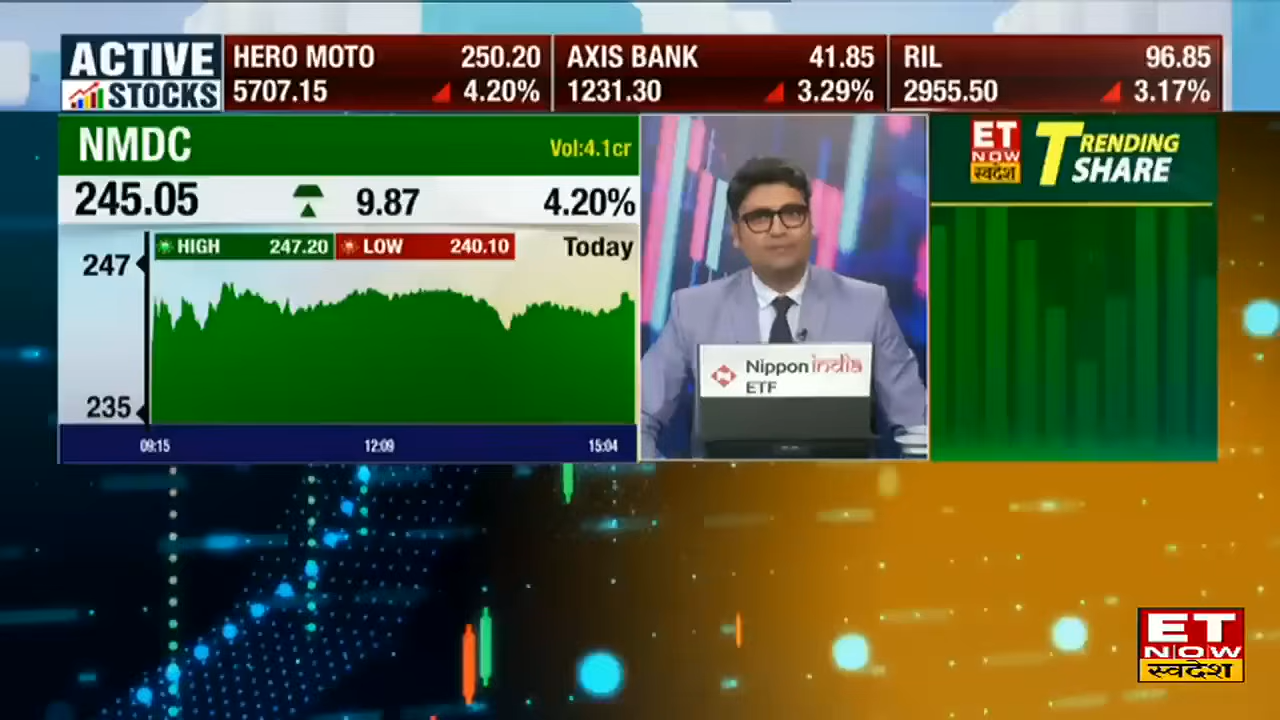 ACTIVE
STOCKS
HERO MOTO 250.20
5707.15 4.20%
AXIS BANK 41.85
1231.30 3.29%
RIL 96.85
2955.50 3.17%
NMDC
Vol:4.1cr
245.05 9.87 4.20%
HIGH 247.20 LOW 240.10 Today
247
235
09:15 12:09 15:04
Nippon india
ETF
ET
NOW
स्वदेश
TRENDING
SHARE
ET
NOW
स्वदेश